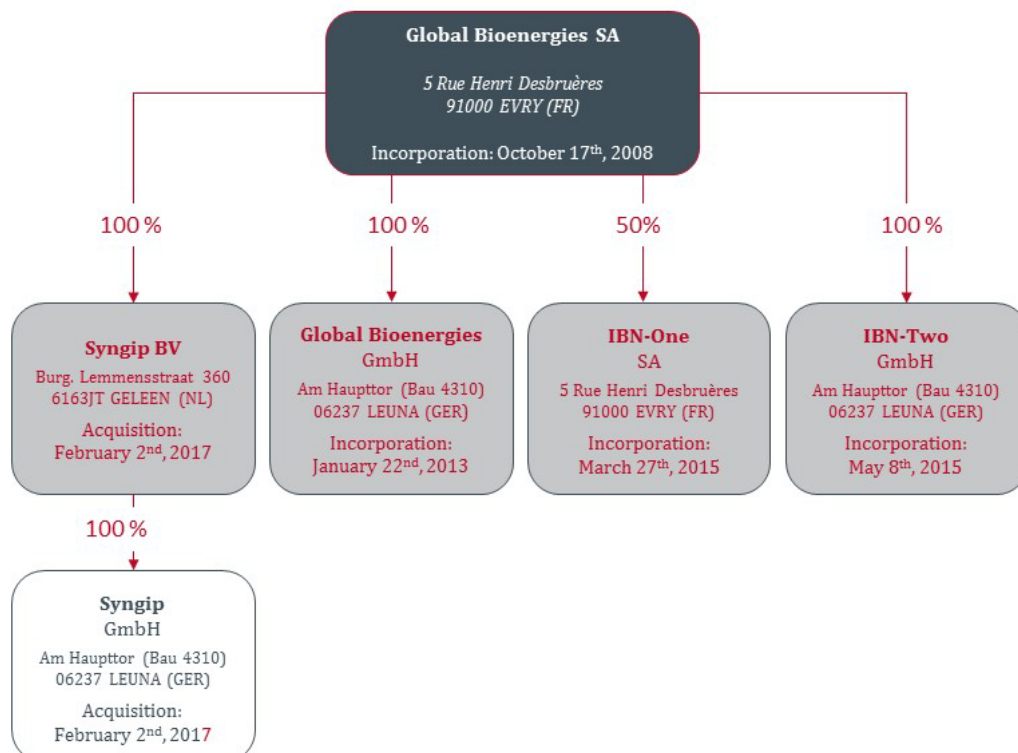 Global Bioenergies SA
5 Rue Henri Desbruères
91000 EVRY (FR)
Incorporation: October 17th, 2008
100 %
100 %
50%
100 %
Syngip BV
Burg. Lemmensstraat 360
6163JT GELEEN (NL)
Acquisition:
February 2nd, 2017
Global Bioenergies
GmbH
Am Haupttor (Bau 4310)
06237 LEUNA (GER)
Incorporation:
January 22nd, 2013
IBN-One
SA
5 Rue Henri Desbruères
91000 EVRY (FR)
Incorporation:
March 27th, 2015
IBN-Two
GmbH
Am Haupttor (Bau 4310)
06237 LEUNA (GER)
Incorporation:
May 8th, 2015
100 %
Syngip
GmbH
Am Haupttor (Bau 4310)
06237 LEUNA (GER)
Acquisition:
February 2nd, 2017